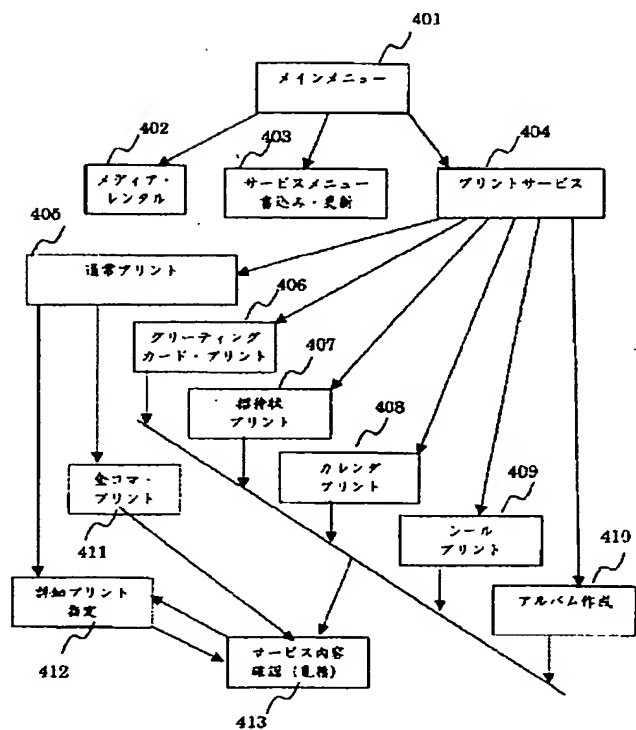 401
メインメニュー
402
メディア・
レンタル
403
サービスメニュー
書込み・更新
404
プリントサービス
405
通常プリント
406
グリーティング
カード・プリント
407
招待状
プリント
408
カレンダ
プリント
409
シール
プリント
410
アルバム作成
全コマ・
プリント
411
詳細プリント
指定
412
サービス内容
確認(見積)
413